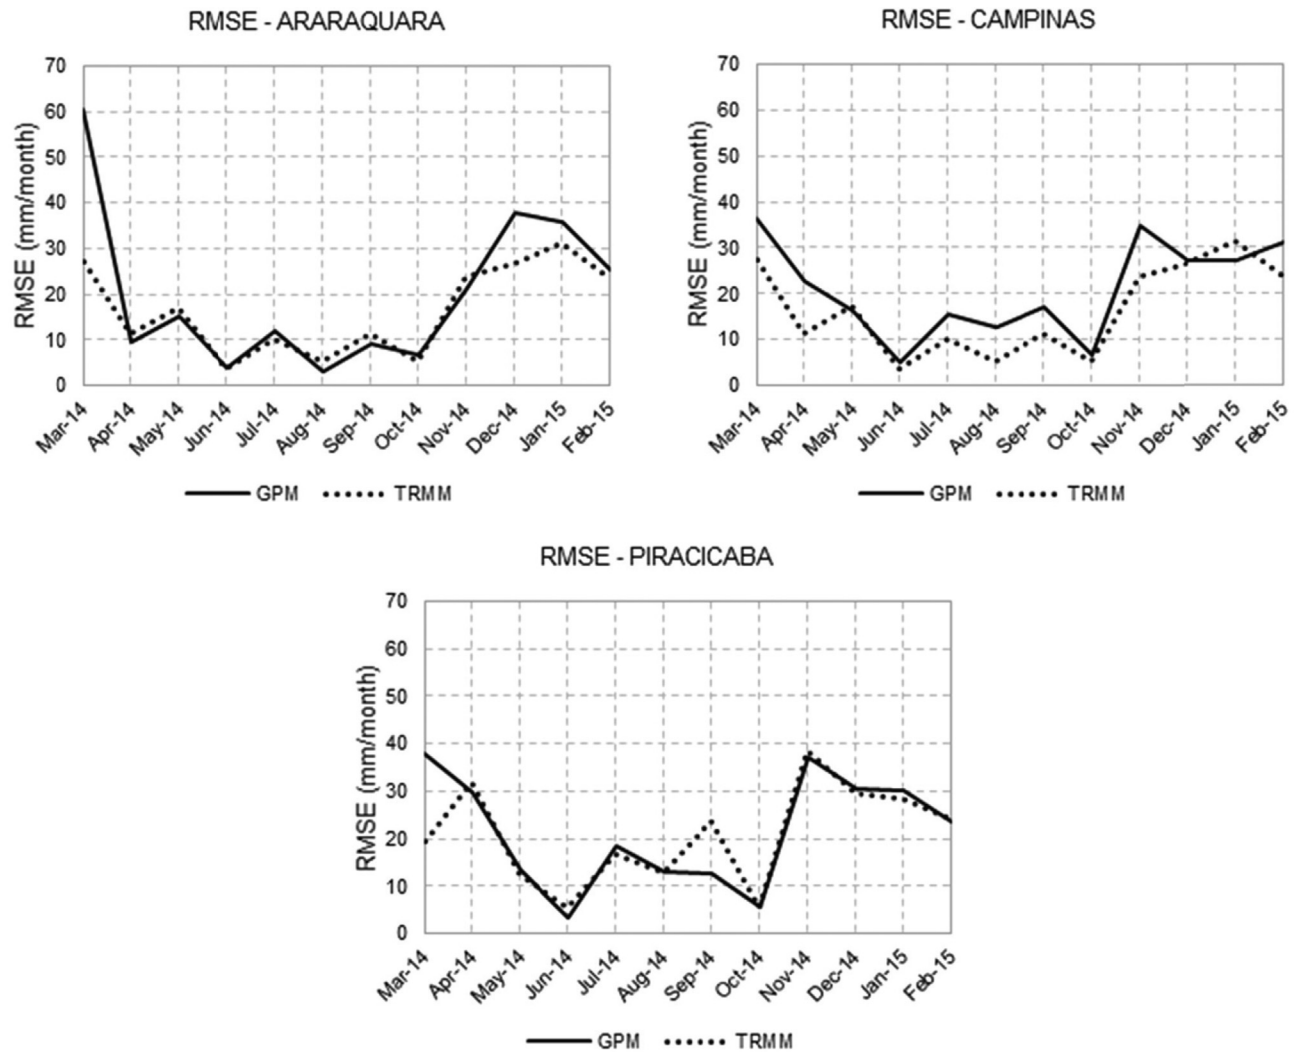 RMSE - ARARAQUARA
RMSE (mm/month)
70
60
50
40
30
20
10
0
Mar-14 Apr-14 May-14 Jun-14 Jul-14 Aug-14 Sep-14 Oct-14 Nov-14 Dec-14 Jan-15 Feb-15
GPM TRMM
RMSE - CAMPINAS
RMSE (mm/month)
70
60
50
40
30
20
10
0
Mar-14 Apr-14 May-14 Jun-14 Jul-14 Aug-14 Sep-14 Oct-14 Nov-14 Dec-14 Jan-15 Feb-15
GPM TRMM
RMSE - PIRACICABA
RMSE (mm/month)
70
60
50
40
30
20
10
0
Mar-14 Apr-14 May-14 Jun-14 Jul-14 Aug-14 Sep-14 Oct-14 Nov-14 Dec-14 Jan-15 Feb-15
GPM TRMM